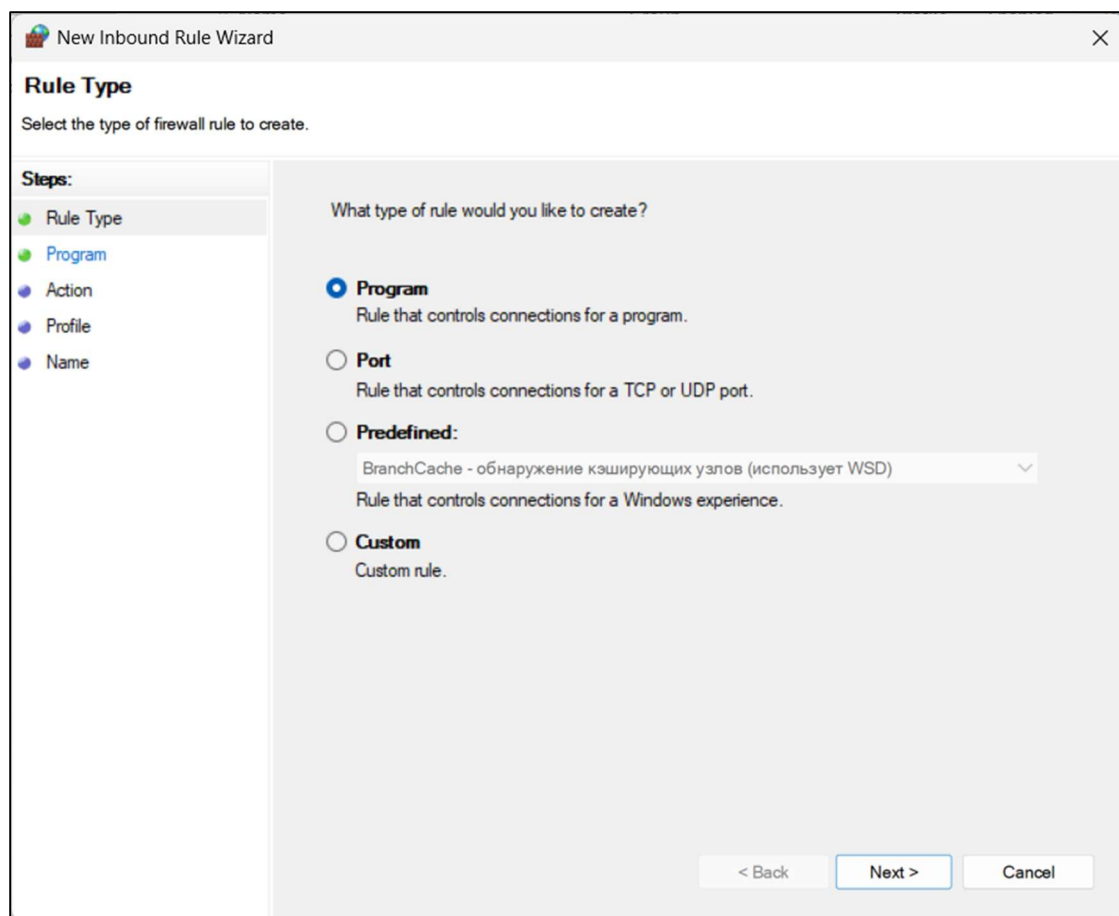 New Inbound Rule Wizard
Rule Type
Select the type of firewall rule to create.
Steps:
Rule Type
Program
Action
Profile
Name
What type of rule would you like to create?
Program
Rule that controls connections for a program.
Port
Rule that controls connections for a TCP or UDP port.
Predefined:
BranchCache - обнаружение кэширующих узлов (использует WSD)
Rule that controls connections for a Windows experience.
Custom
Custom rule.
< Back
Next >
Cancel